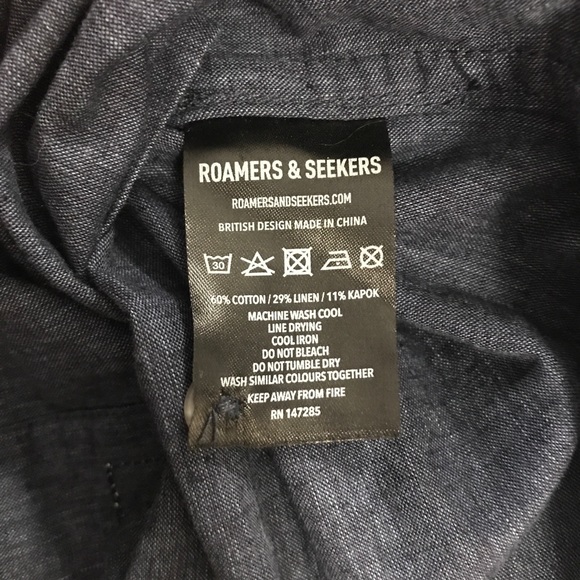 ROAMERS & SEEKERS
ROAMERSANDSEEKERS.COM
BRITISH DESIGN MADE IN CHINA
30
60% COTTON / 29% LINEN / 11% KAPOK
MACHINE WASH COOL
LINE DRYING
COOL IRON
DO NOT BLEACH
DO NOT TUMBLE DRY
WASH SIMILAR COLOURS TOGETHER
KEEP AWAY FROM FIRE
RN 147285